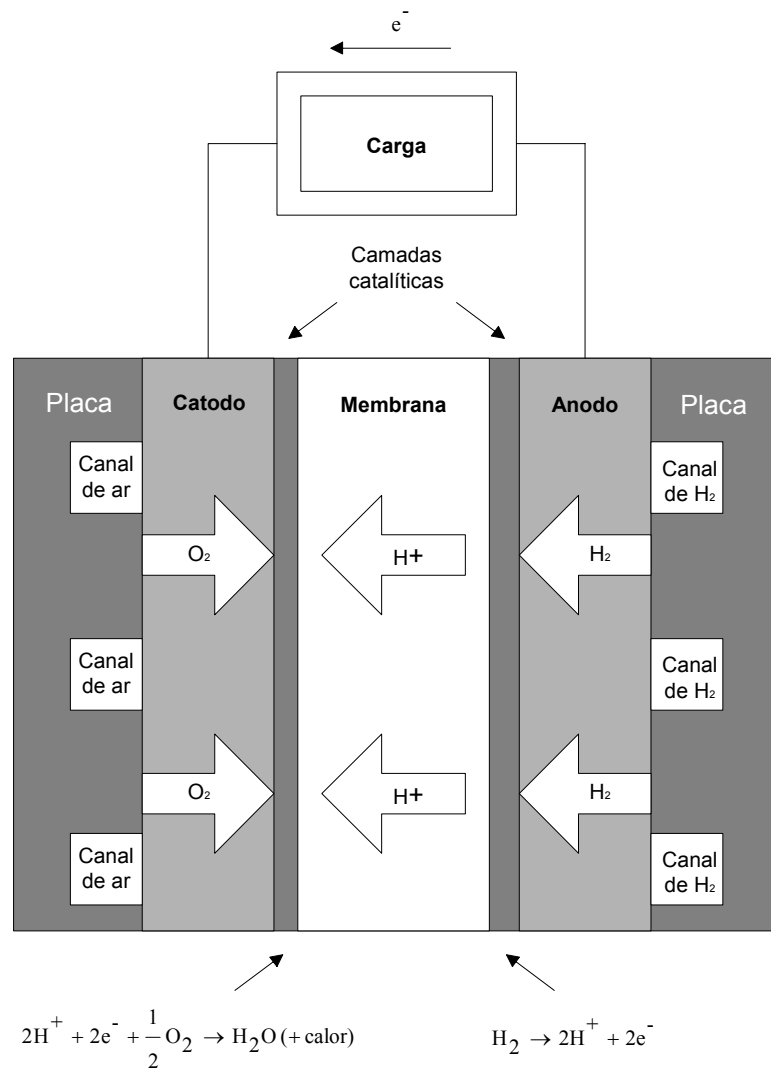 e⁻
Carga
Camadas
catalíticas
Placa
Catodo
Membrana
Anodo
Placa
Canal
de ar
Canal
de H₂
O₂
H+
H₂
Canal
de ar
Canal
de H₂
O₂
H+
H₂
Canal
de ar
Canal
de H₂
2H⁺ + 2e⁻ + 1/2 O₂ → H₂O (+ calor)
H₂ → 2H⁺ + 2e⁻